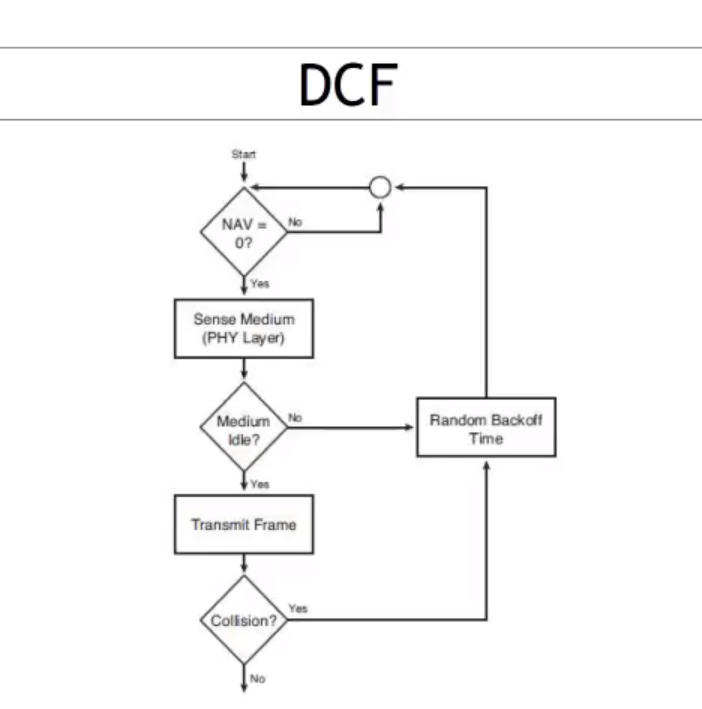 DCF
Start
NAV =
0?
No
Yes
Sense Medium
(PHY Layer)
Medium
Idle?
No
Random Backoff
Time
Yes
Transmit Frame
Collision?
Yes
No